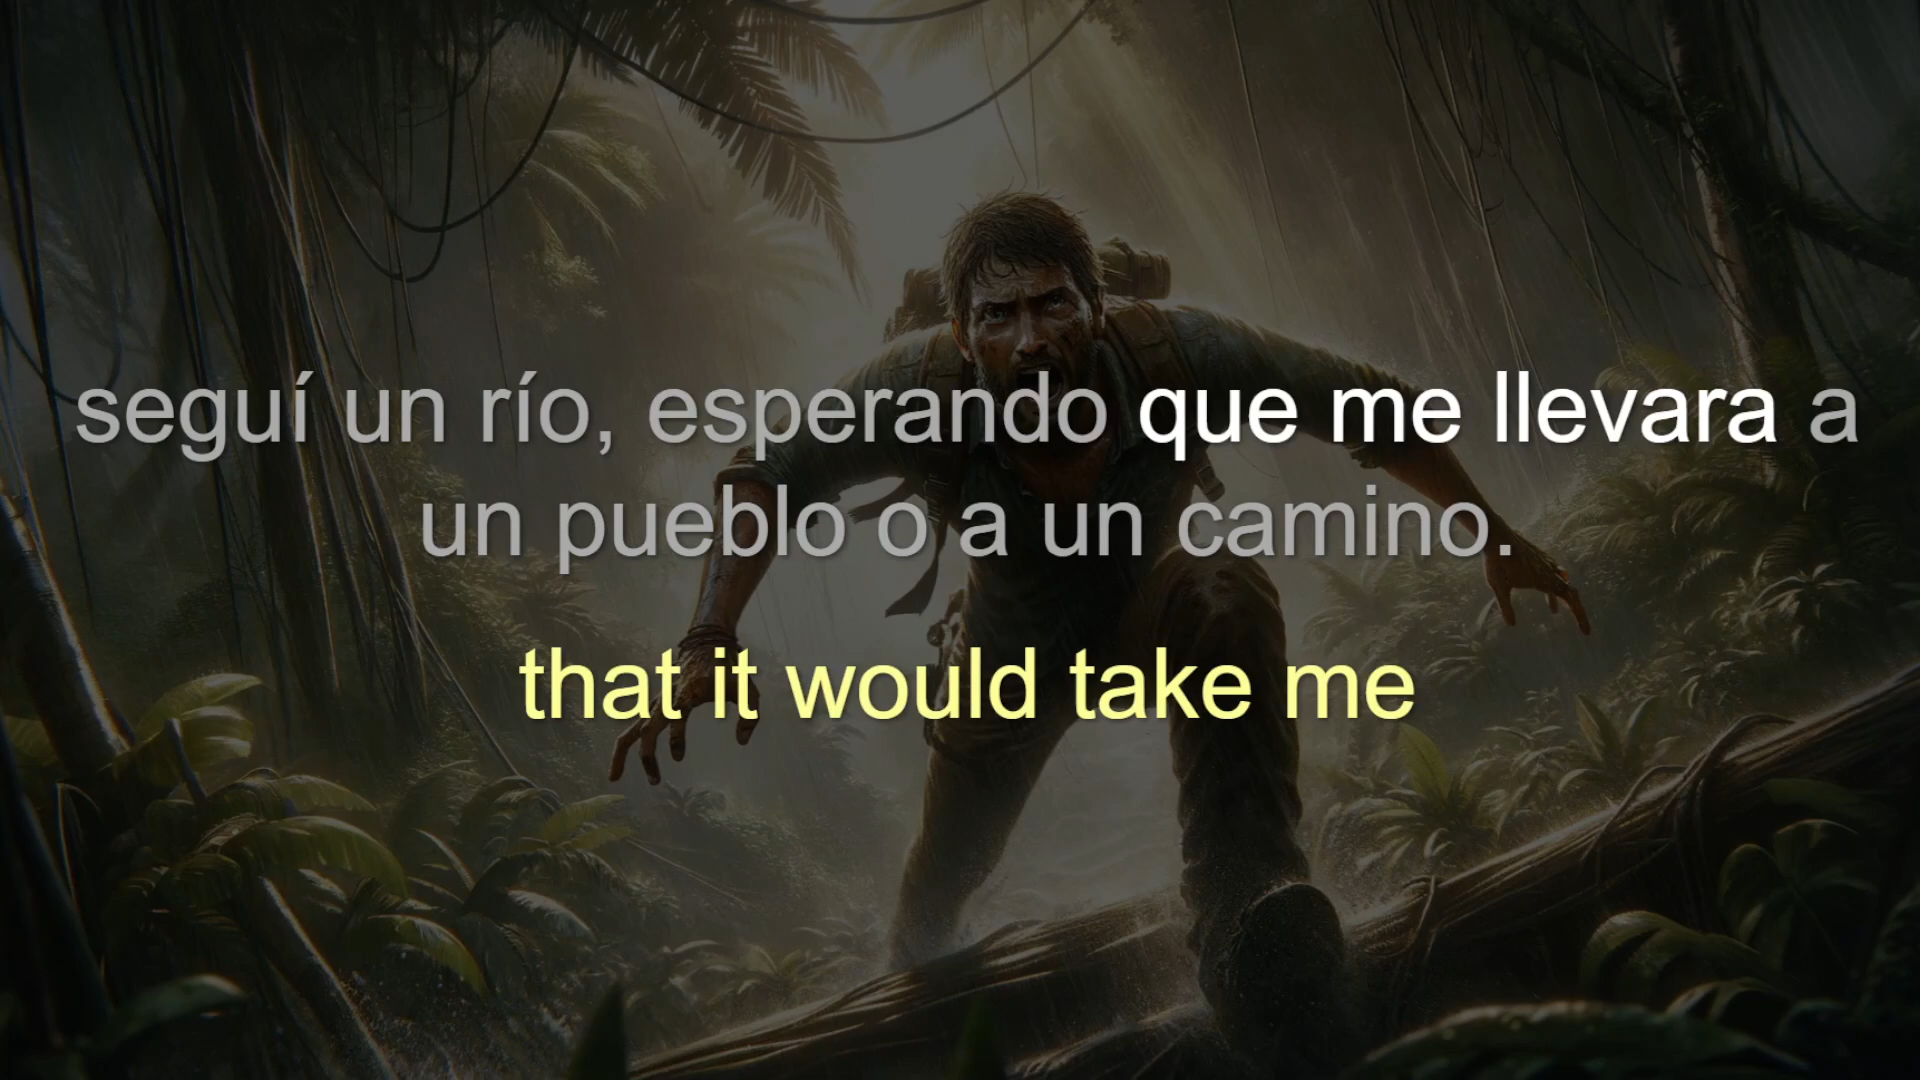 seguí un río, esperando que me llevara a
un pueblo o a un camino.
that it would take me